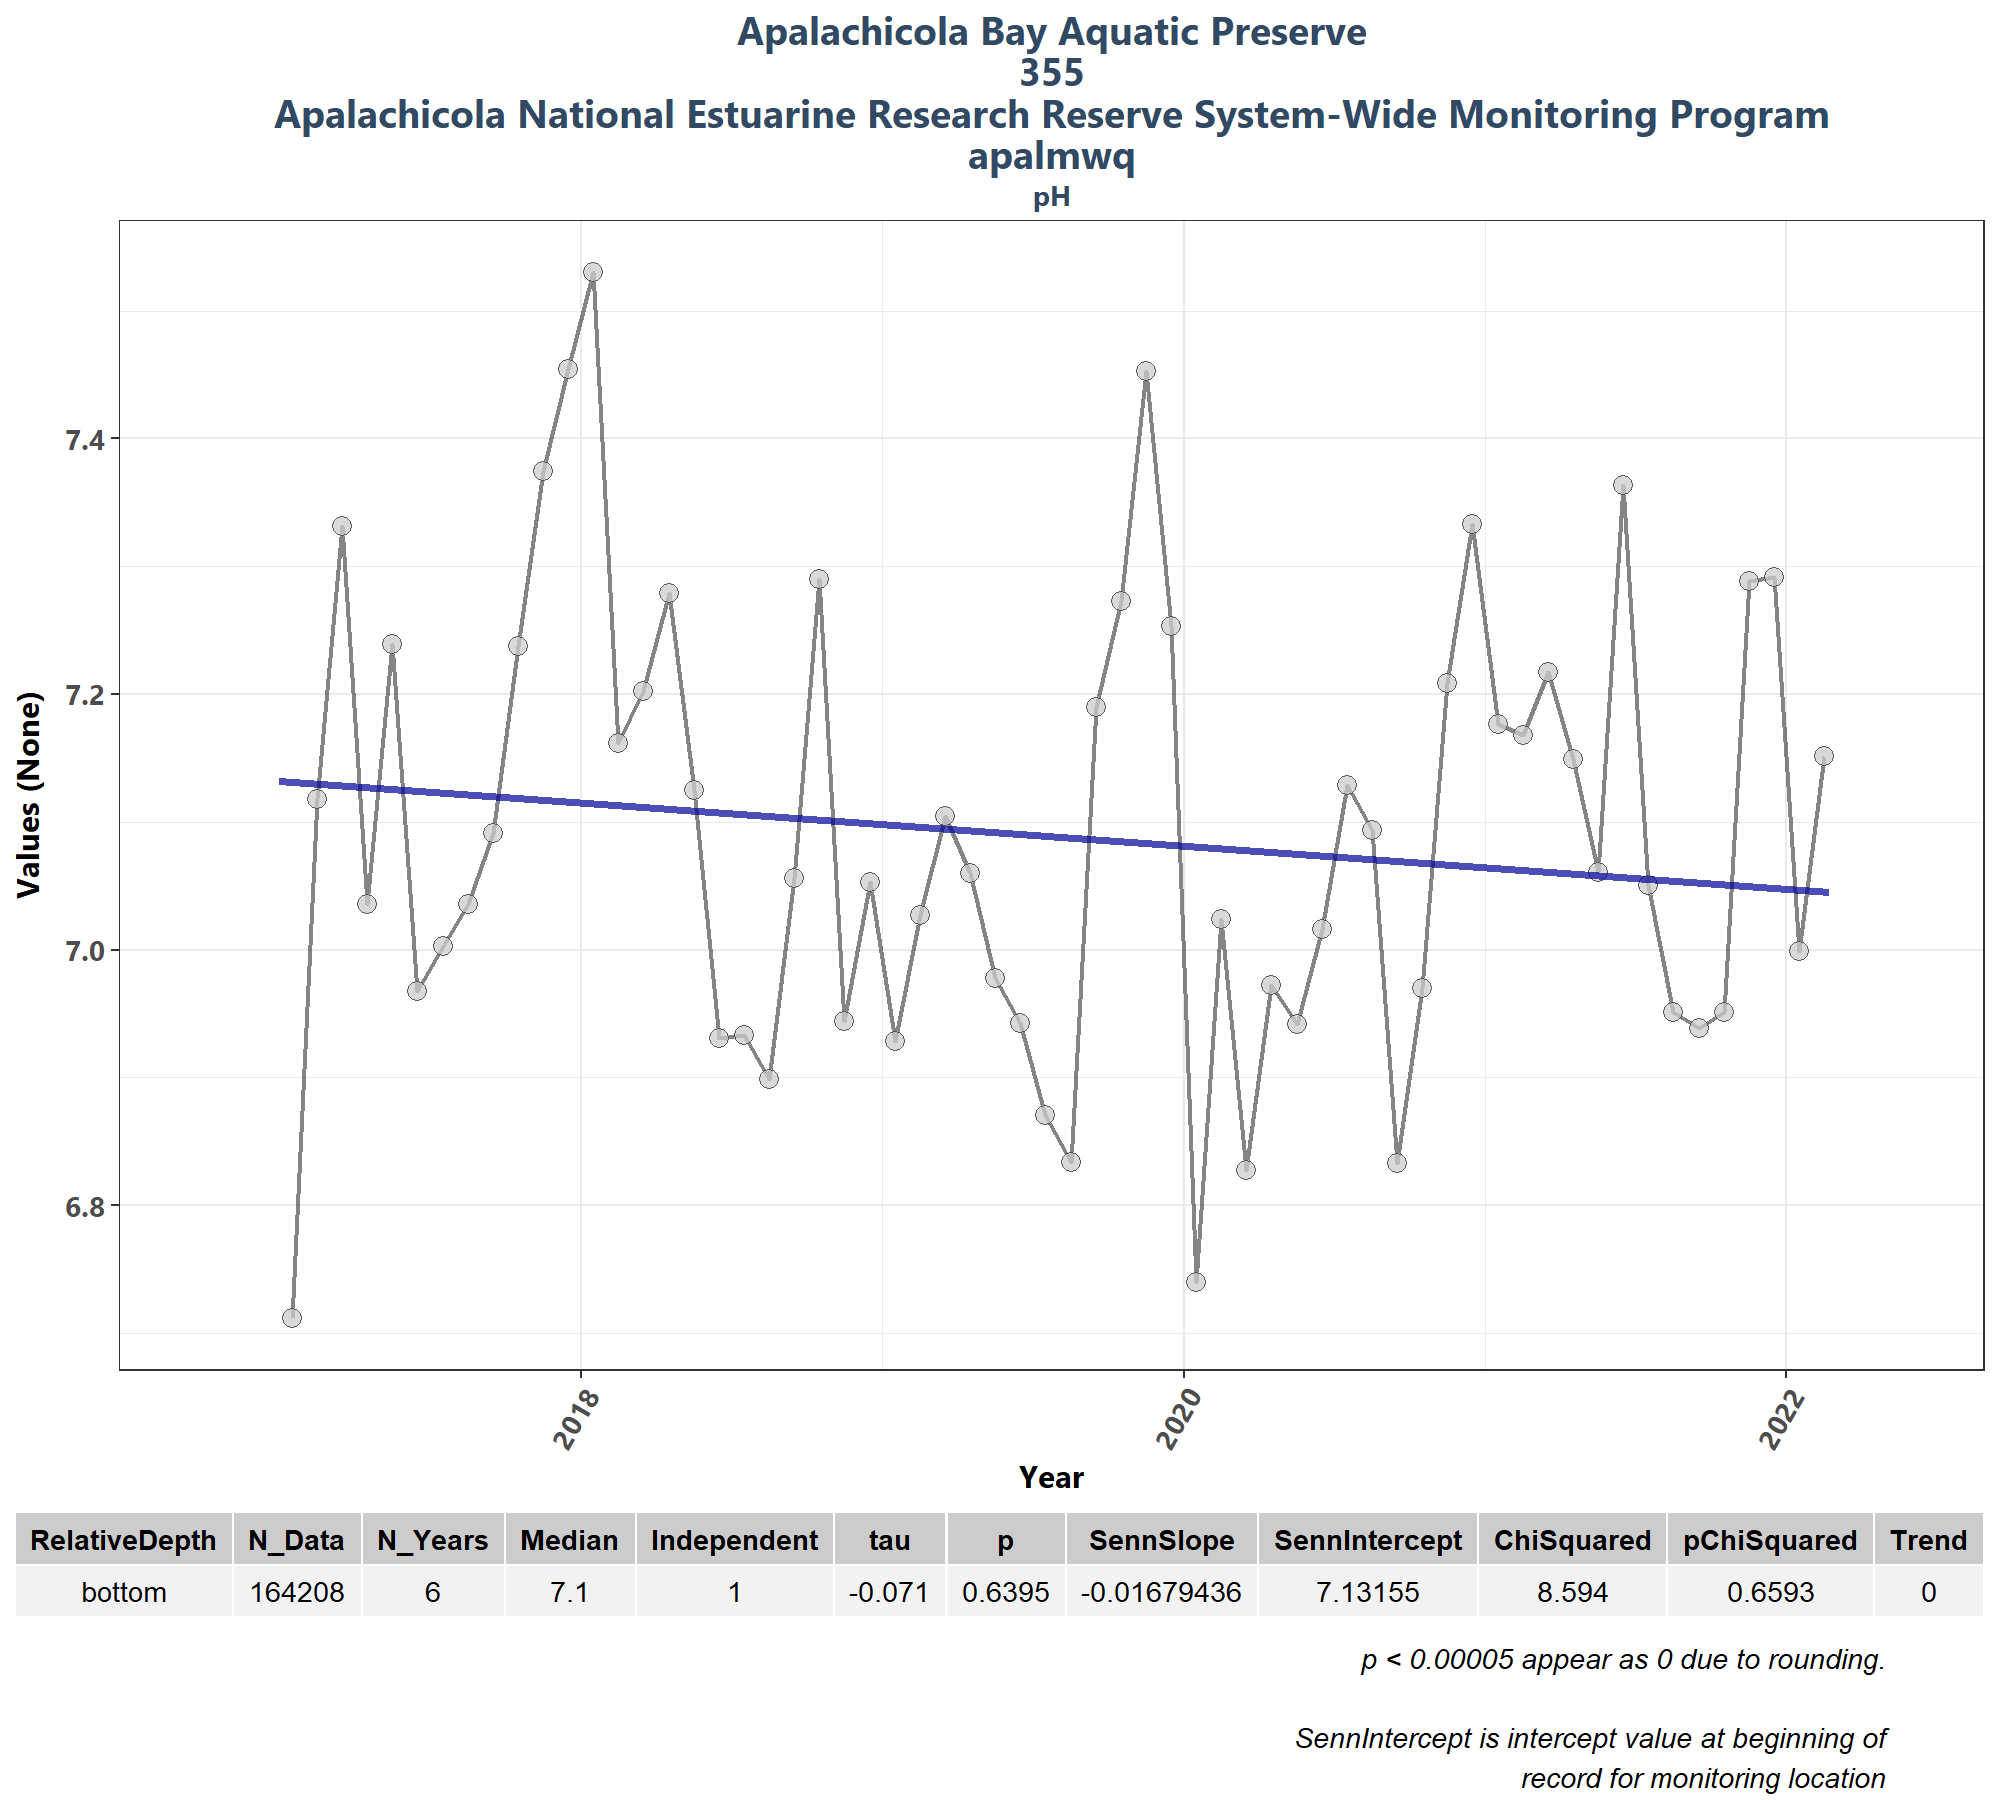 Apalachicola Bay Aquatic Preserve
355
Apalachicola National Estuarine Research Reserve System-Wide Monitoring Program
apalmwq
pH
7.4
7.2
7.0
6.8
Values (None)
2018
2020
2022
Year
RelativeDepth N_Data N_Years Median Independent tau p SennSlope SennIntercept ChiSquared pChiSquared Trend
bottom 164208 6 7.1 1 -0.071 0.6395 -0.01679436 7.13155 8.594 0.6593 0
p < 0.00005 appear as 0 due to rounding.
SennIntercept is intercept value at beginning of
record for monitoring location